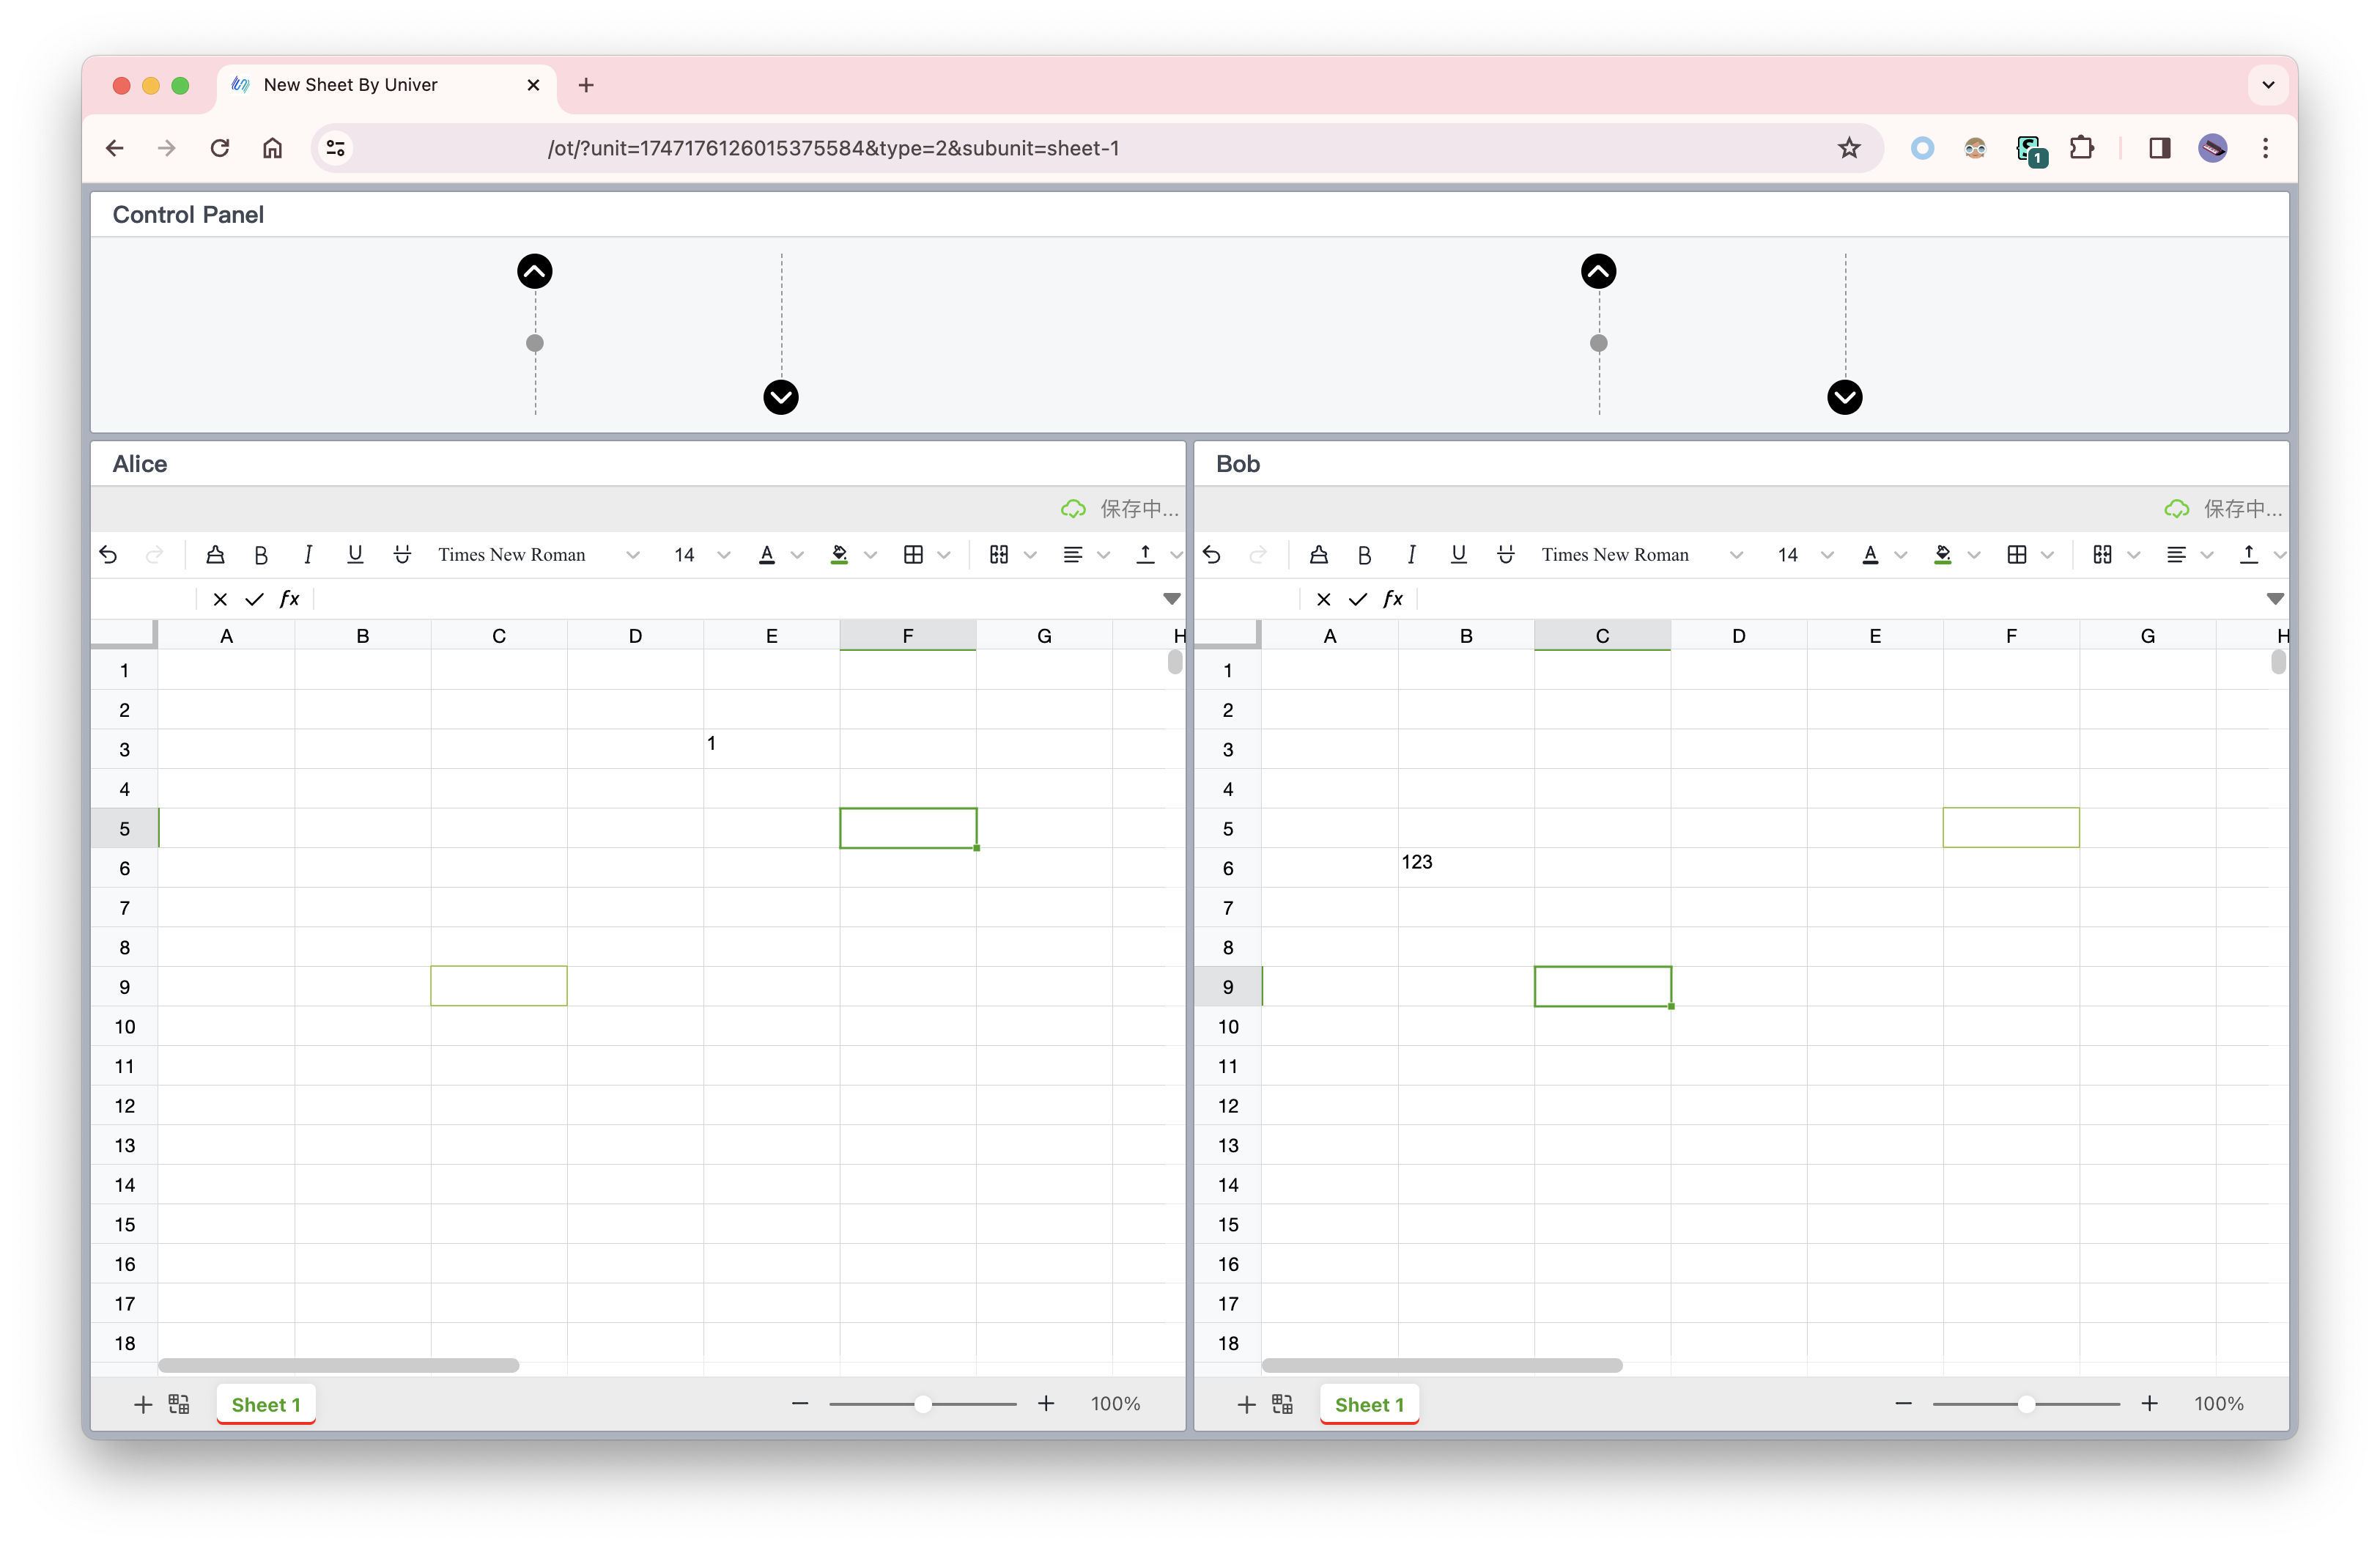 New Sheet By Univer
/ot/?unit=1747176126015375584&type=2&subunit=sheet-1
1
Control Panel
Alice
保存中...
B I U Times New Roman 14 A
fx
A B C D E F G H
1
2
3 1
4
5
6
7
8
9
10
11
12
13
14
15
16
17
18
Sheet 1 100%
Bob
保存中...
B I U Times New Roman 14 A
fx
A B C D E F G H
1
2
3
4
5
6 123
7
8
9
10
11
12
13
14
15
16
17
18
Sheet 1 100%